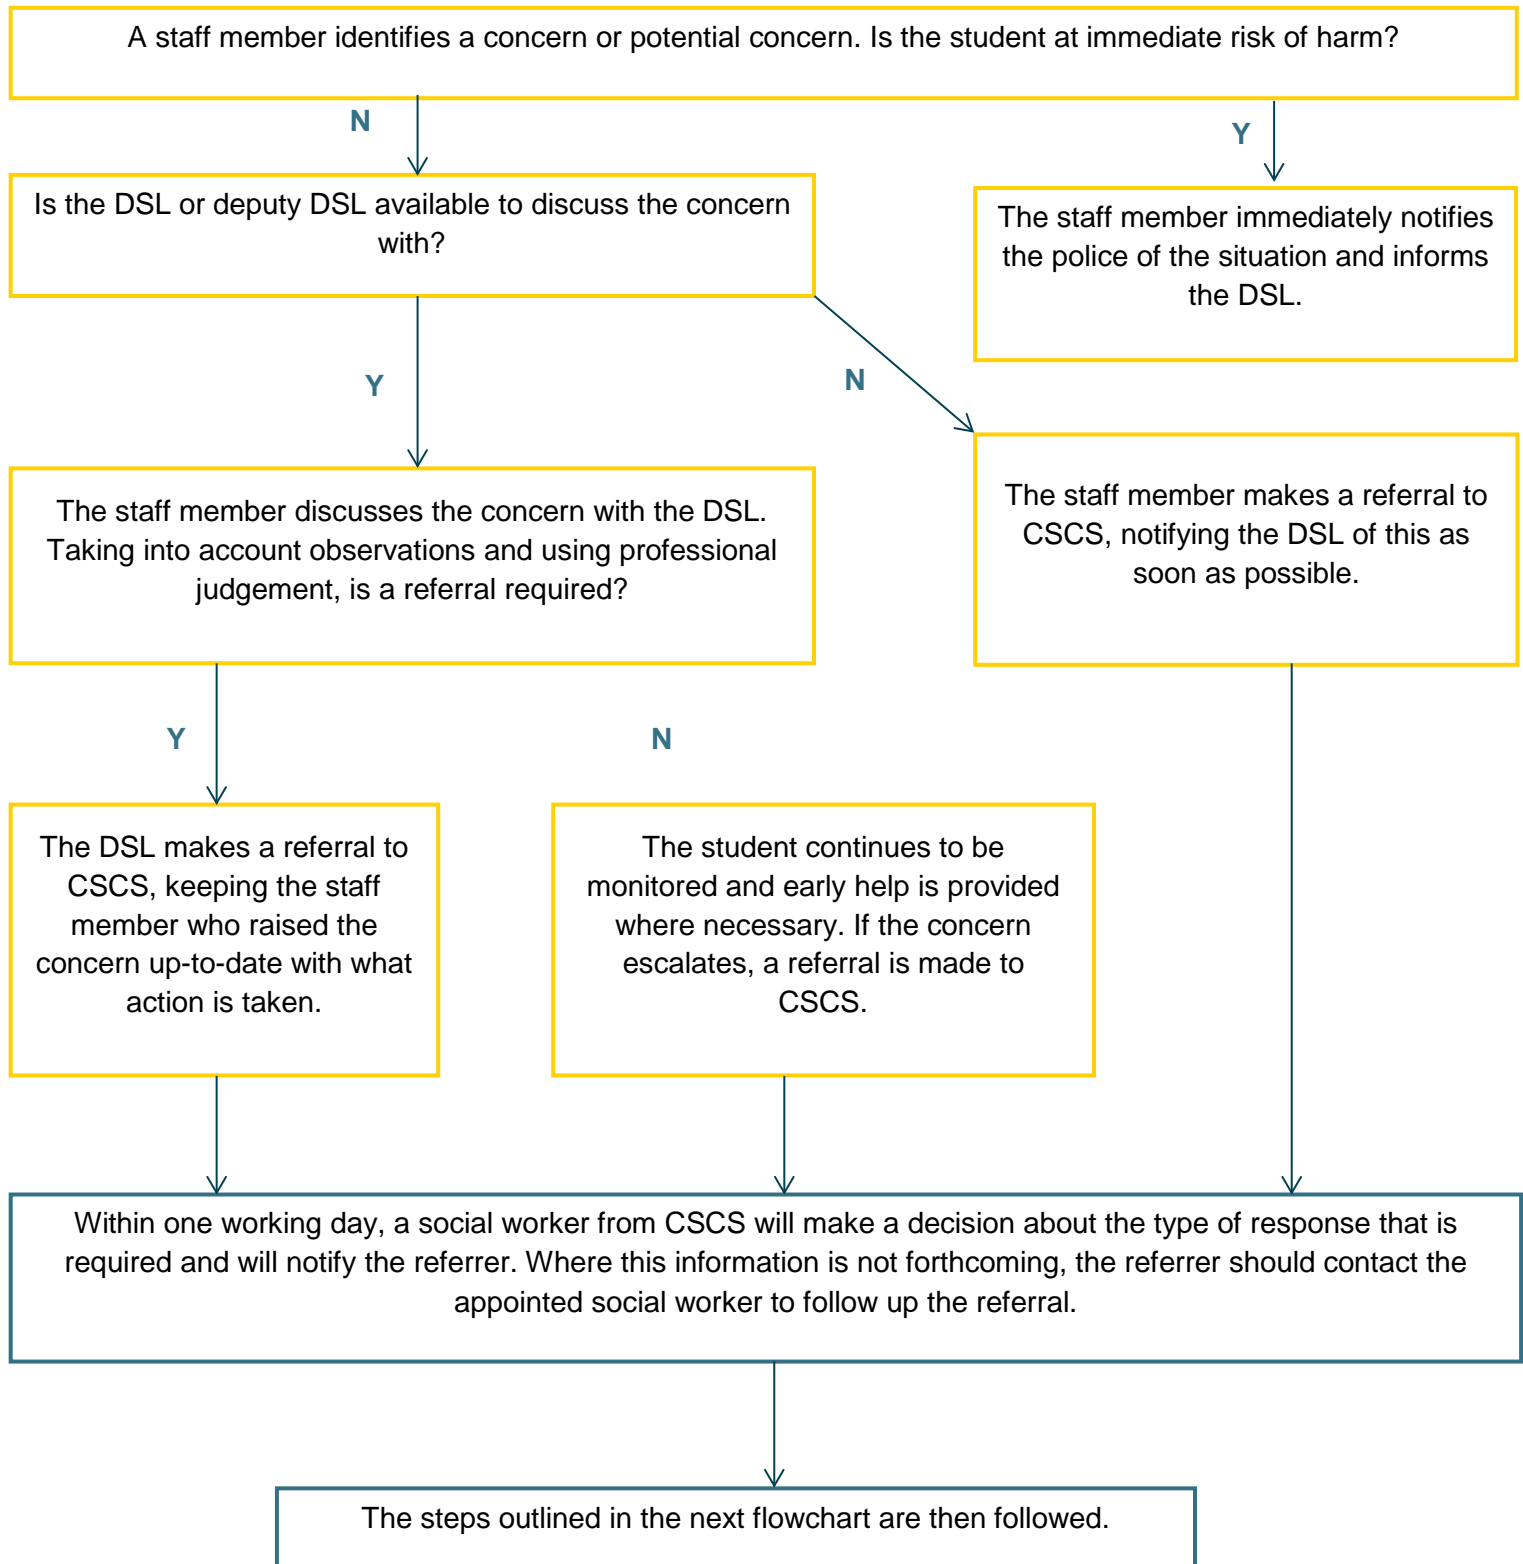 A staff member identifies a concern or potential concern. Is the student at immediate risk of harm?
N
Y
Is the DSL or deputy DSL available to discuss the concern
with?
The staff member immediately notifies
the police of the situation and informs
the DSL.
Y
N
The staff member discusses the concern with the DSL.
Taking into account observations and using professional
judgement, is a referral required?
The staff member makes a referral to
CSCS, notifying the DSL of this as
soon as possible.
Y
N
The DSL makes a referral to
CSCS, keeping the staff
member who raised the
concern up-to-date with what
action is taken.
The student continues to be
monitored and early help is provided
where necessary. If the concern
escalates, a referral is made to
CSCS.
Within one working day, a social worker from CSCS will make a decision about the type of response that is
required and will notify the referrer. Where this information is not forthcoming, the referrer should contact the
appointed social worker to follow up the referral.
The steps outlined in the next flowchart are then followed.